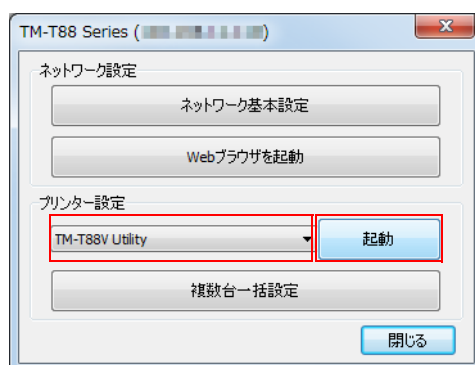 TM-T88 Series (
)
ネットワーク設定
ネットワーク基本設定
Webブラウザを起動
プリンター設定
TM-T88V Utility
起動
複数台一括設定
閉じる